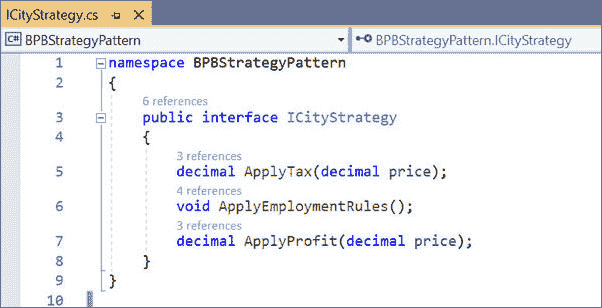 ICityStrategy.cs
C# BPBStrategyPattern BPBStrategyPattern.ICityStrategy
1 namespace BPBStrategyPattern
2 {
6 references
3 public interface ICityStrategy
4 {
3 references
5 decimal ApplyTax(decimal price);
4 references
6 void ApplyEmploymentRules();
3 references
7 decimal ApplyProfit(decimal price);
8 }
9 }
10